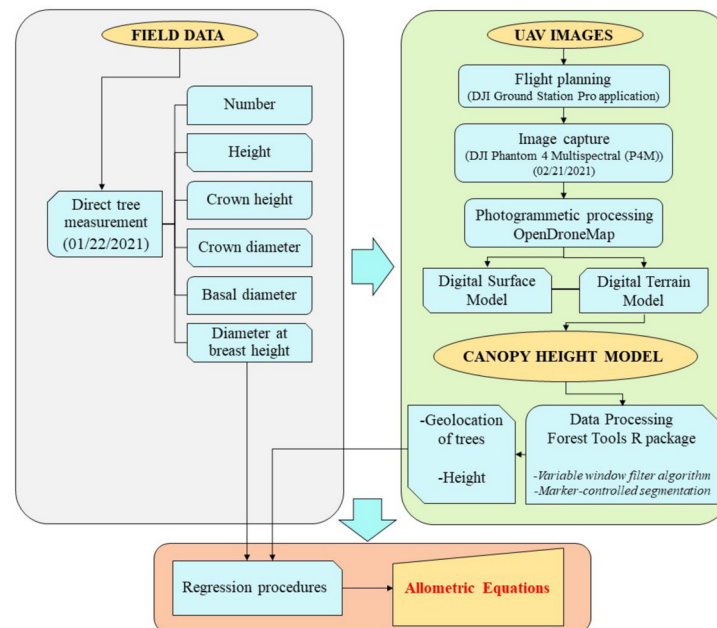 FIELD DATA
Number
Height
Crown height
Direct tree
measurement
(01/22/2021)
Crown diameter
Basal diameter
Diameter at
breast height
UAV IMAGES
Flight planning
(DJI Ground Station Pro application)
Image capture
(DJI Phantom 4 Multispectral (P4M))
(02/21/2021)
Photogrammetic processing
OpenDroneMap
Digital Surface
Model
Digital Terrain
Model
CANOPY HEIGHT MODEL
-Geolocation
of trees
-Height
Data Processing
Forest Tools R package
-Variable window filter algorithm
-Marker-controlled segmentation
Regression procedures
Allometric Equations